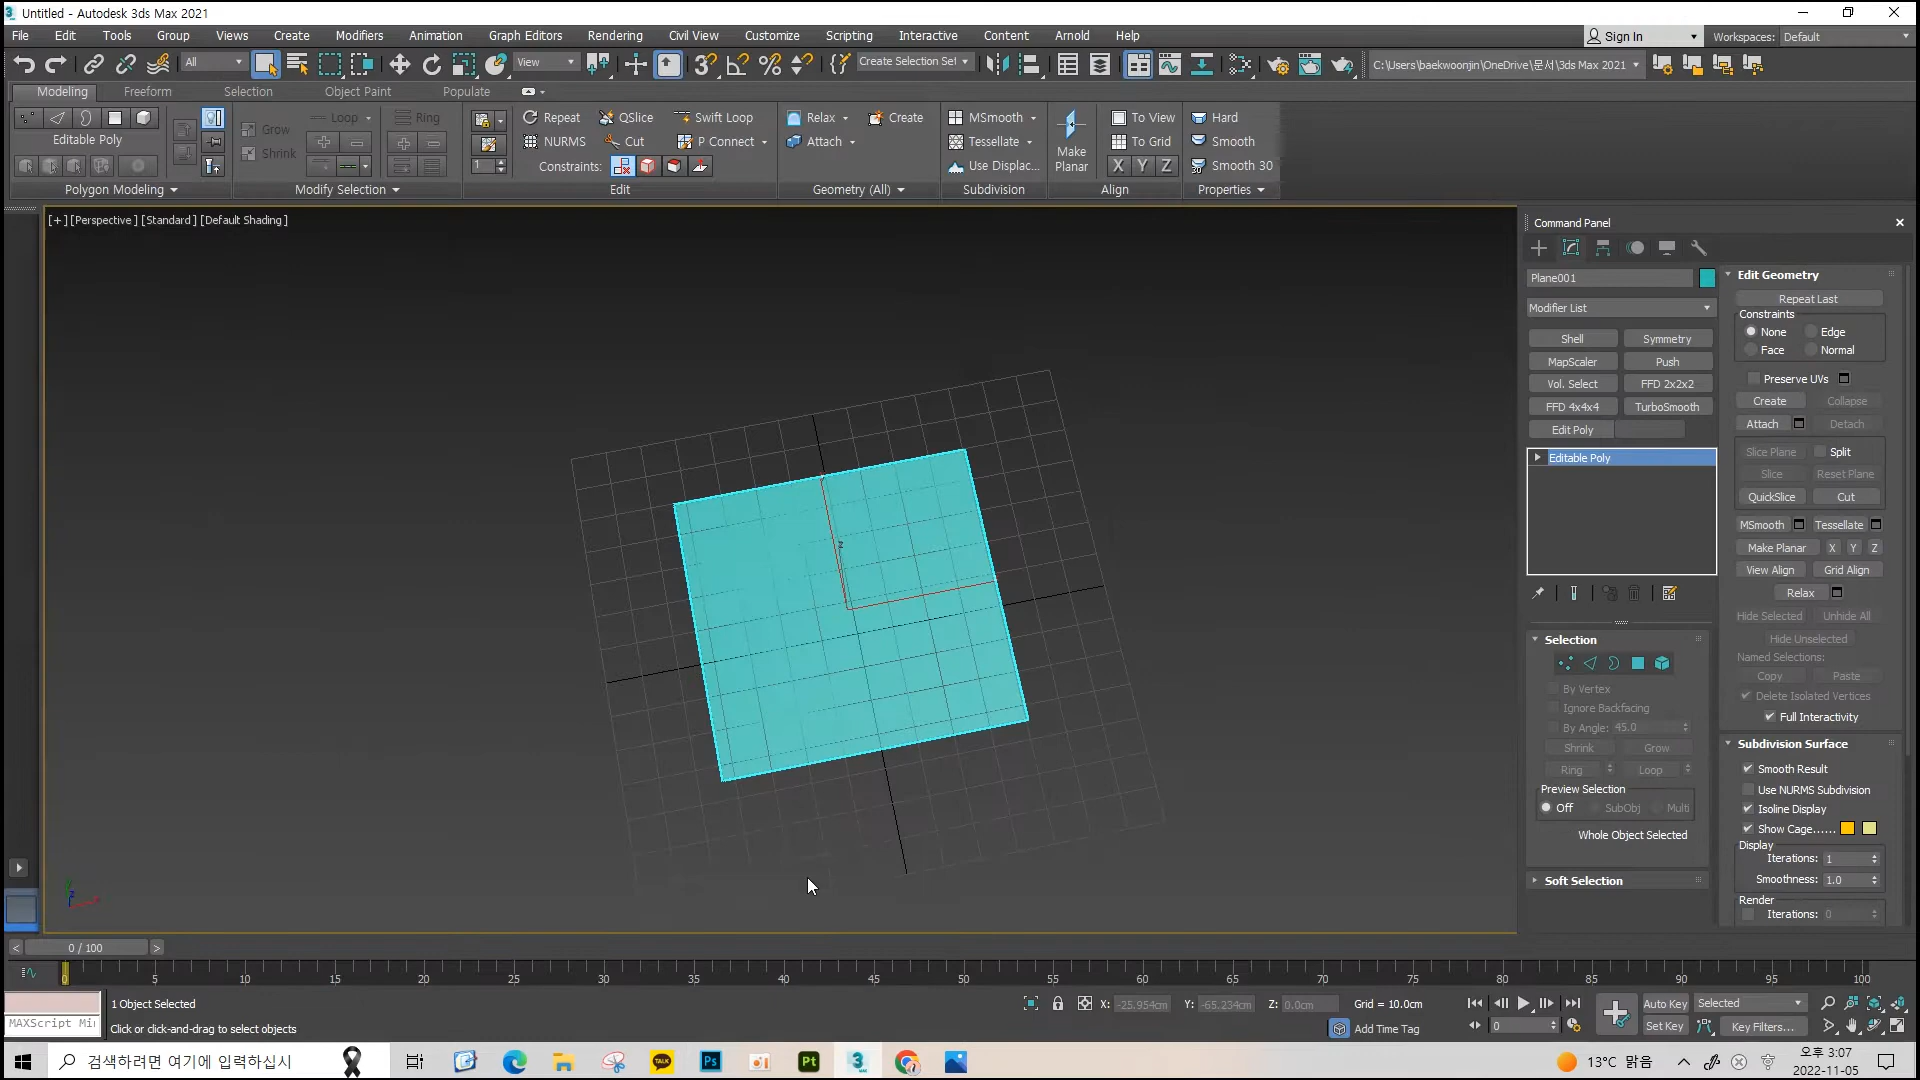 Untitled - Autodesk 3ds Max 2021
File Edit Tools Group Views Create Modifiers Animation Graph Editors Rendering Civil View Customize Scripting Interactive Content Arnold Help
Sign In Workspaces: Default
All View Create Selection Set C:\Users\baekwoonjin\OneDrive\문서\3ds Max 2021
Modeling Freeform Selection Object Paint Populate
Editable Poly
Polygon Modeling
Grow Loop Ring
Shrink
Modify Selection
Repeat QSlice Swift Loop
NURMS Cut P Connect
1 Constraints:
Edit
Relax Create
Attach
Geometry (All)
MSmooth
Tessellate
Use Displac...
Subdivision
Make Planar
To View
To Grid
X Y Z
Align
Hard
Smooth
Smooth 30
Properties
[+] [Perspective ] [Standard ] [Default Shading ]
z
Command Panel
Plane001
Modifier List
Shell Symmetry
MapScaler Push
Vol. Select FFD 2x2x2
FFD 4x4x4 TurboSmooth
Edit Poly
Editable Poly
Selection
By Vertex
Ignore Backfacing
By Angle: 45.0
Shrink Grow
Ring Loop
Preview Selection
Off SubObj Multi
Whole Object Selected
Soft Selection
Edit Geometry
Repeat Last
Constraints
None Edge
Face Normal
Preserve UVs
Create Collapse
Attach Detach
Slice Plane Split
Slice Reset Plane
QuickSlice Cut
MSmooth Tessellate
Make Planar X Y Z
View Align Grid Align
Relax
Hide Selected Unhide All
Hide Unselected
Named Selections:
Copy Paste
Delete Isolated Vertices
Full Interactivity
Subdivision Surface
Smooth Result
Use NURMS Subdivision
Isoline Display
Show Cage......
Display
Iterations: 1
Smoothness: 1.0
Render
Iterations: 0
< 0 / 100 >
0 5 10 15 20 25 30 35 40 45 50 55 60 65 70 75 80 85 90 95 100
1 Object Selected X: -25.954cm Y: -65.234cm Z: 0.0cm Grid = 10.0cm Auto Key Selected
MAXScript Mi Click or click-and-drag to select objects Add Time Tag 0 Set Key Key Filters...
검색하려면 여기에 입력하십시 TALK Ps Pt 3 13°C 맑음 오후 3:07
2022-11-05